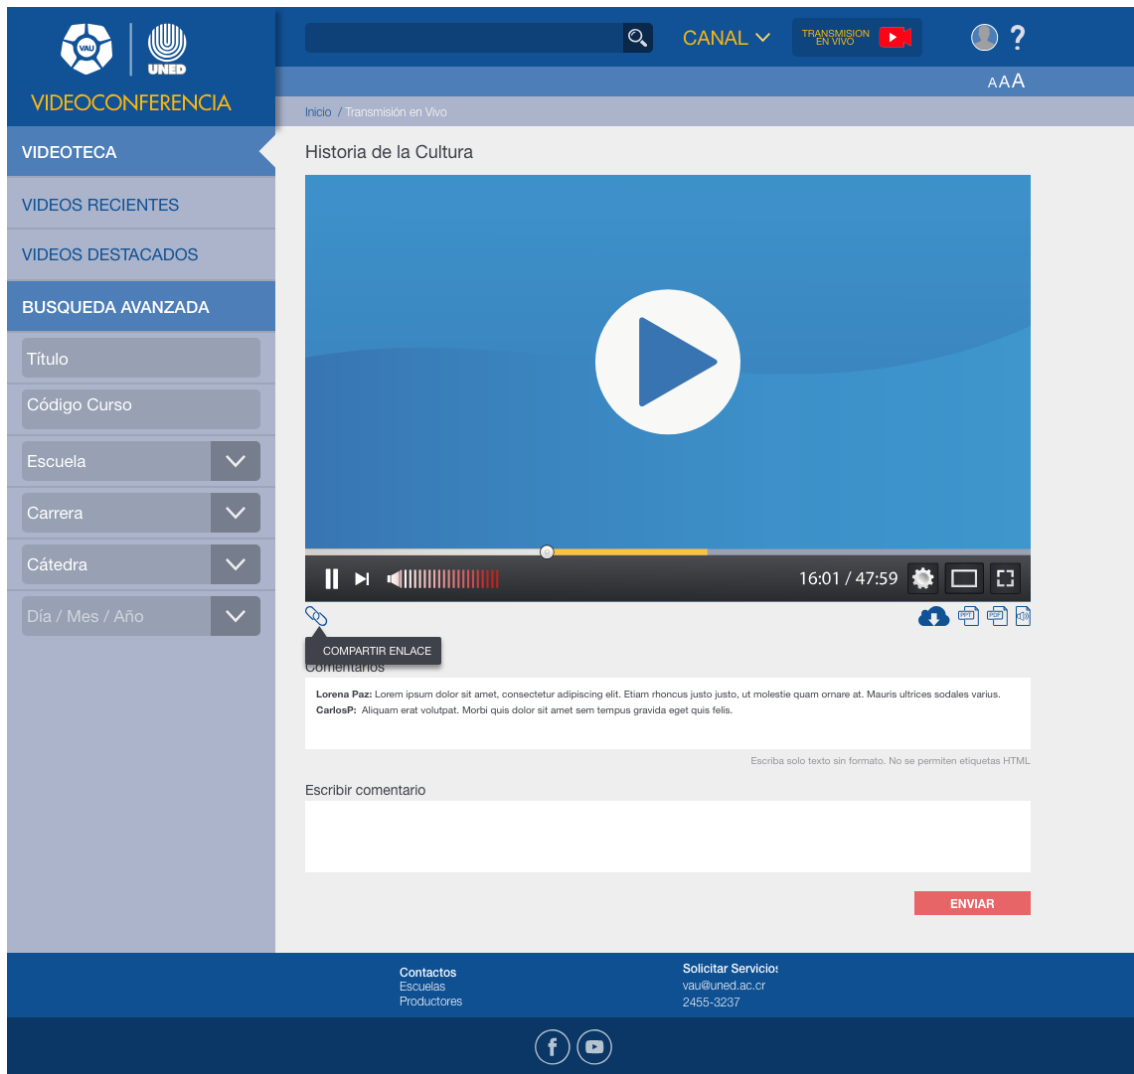 VAU
UNED
VIDEOCONFERENCIA
CANAL
TRANSMISION
EN VIVO
?
AAA
Inicio / Transmisión en Vivo
VIDEOTECA
VIDEOS RECIENTES
VIDEOS DESTACADOS
BUSQUEDA AVANZADA
Título
Código Curso
Escuela
Carrera
Cátedra
Día / Mes / Año
Historia de la Cultura
16:01 / 47:59
PPT
PDF
COMPARTIR ENLACE
Comentarios
Lorena Paz: Lorem ipsum dolor sit amet, consectetur adipiscing elit. Etiam rhoncus justo justo, ut molestie quam ornare at. Mauris ultrices sodales varius.
CarlosP: Aliquam erat volutpat. Morbi quis dolor sit amet sem tempus gravida eget quis felis.
Escriba solo texto sin formato. No se permiten etiquetas HTML
Escribir comentario
ENVIAR
Contactos
Escuelas
Productores
Solicitar Servicios
vau@uned.ac.cr
2455-3237
f